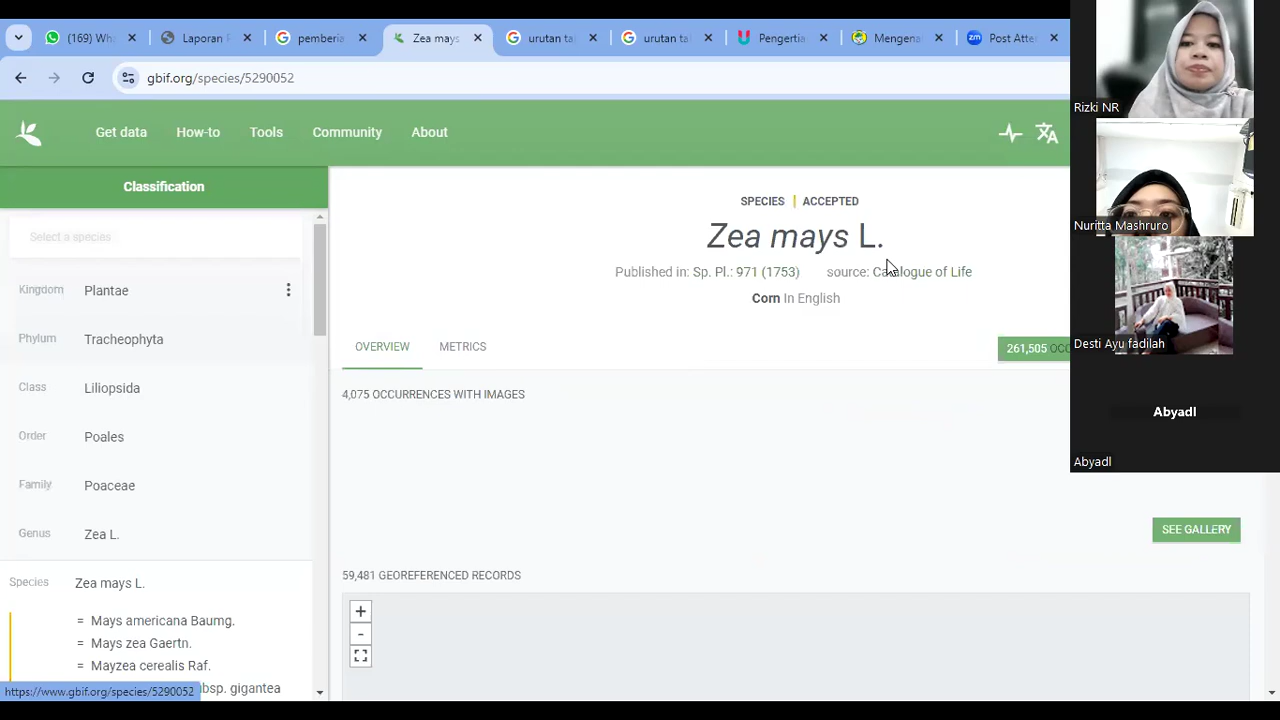 (169) Wh
Laporan
pemberia
Zea mays
urutan ta
urutan ta
Pengertia
Mengena
Post Atte
gbif.org/species/5290052
Get data
How-to
Tools
Community
About
Classification
Select a species
Kingdom Plantae
Phylum Tracheophyta
Class Liliopsida
Order Poales
Family Poaceae
Genus Zea L.
Species Zea mays L.
= Mays americana Baumg.
= Mays zea Gaertn.
= Mayzea cerealis Raf.
ubsp. gigantea
https://www.gbif.org/species/5290052
SPECIES | ACCEPTED
Zea mays L.
Published in: Sp. Pl.: 971 (1753) source: Catalogue of Life
Corn In English
OVERVIEW
METRICS
261,505 OCC
4,075 OCCURRENCES WITH IMAGES
SEE GALLERY
59,481 GEOREFERENCED RECORDS
+
-
Rizki NR
Nuritta Mashruro
Desti Ayu fadilah
Abyadl
Abyadl